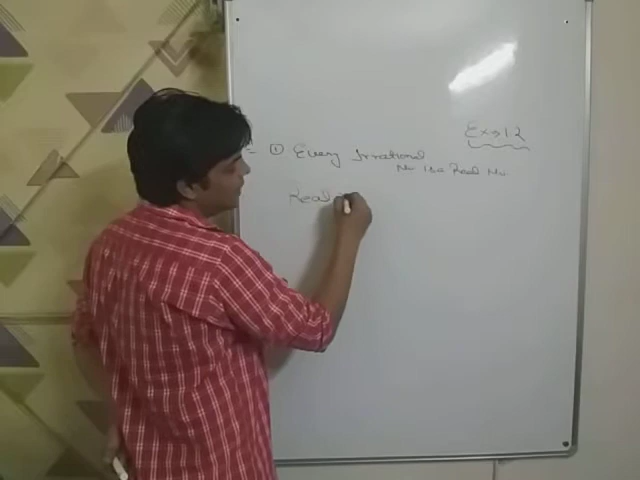 Ex → 1.2
= ① Every Irrational
No is a Real No.
Real